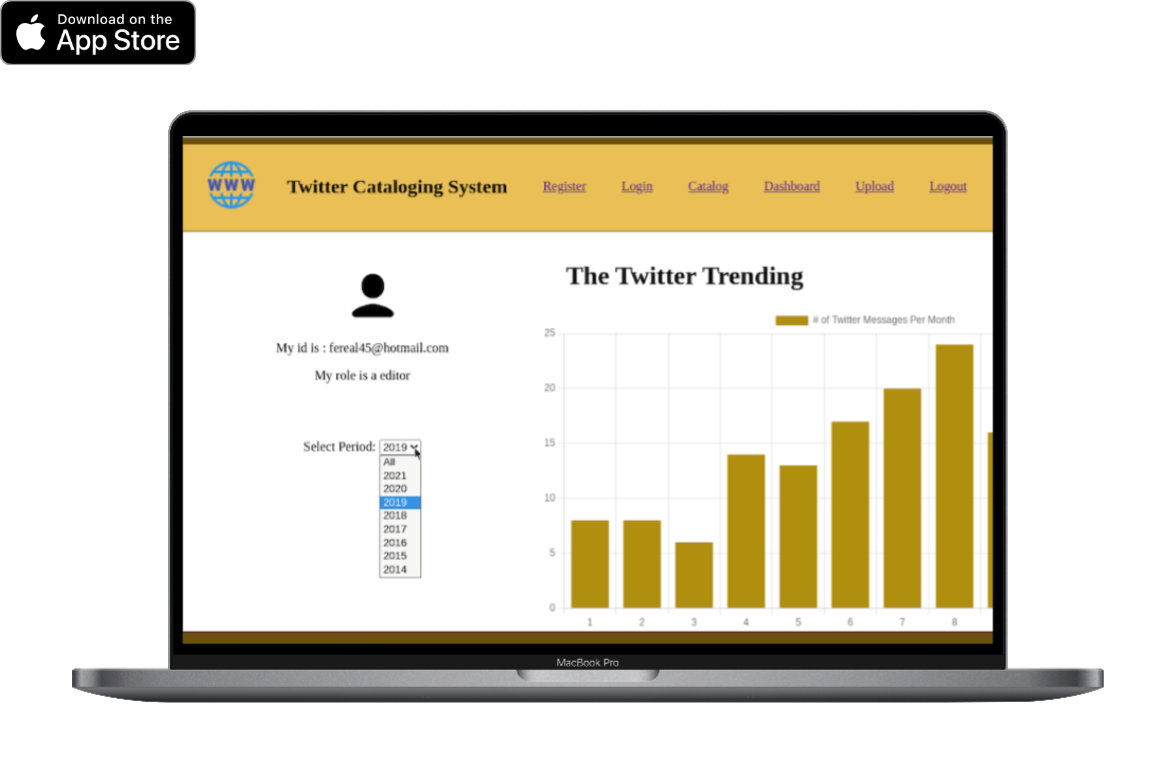 Download on the
App Store
WWW
Twitter Cataloging System
Register
Login
Catalog
Dashboard
Upload
Logout
My id is : fereal45@hotmail.com
My role is a editor
Select Period: 2019
All
2021
2020
2019
2018
2017
2016
2015
2014
The Twitter Trending
# of Twitter Messages Per Month
25
20
15
10
5
0
1 2 3 4 5 6 7 8
MacBook Pro